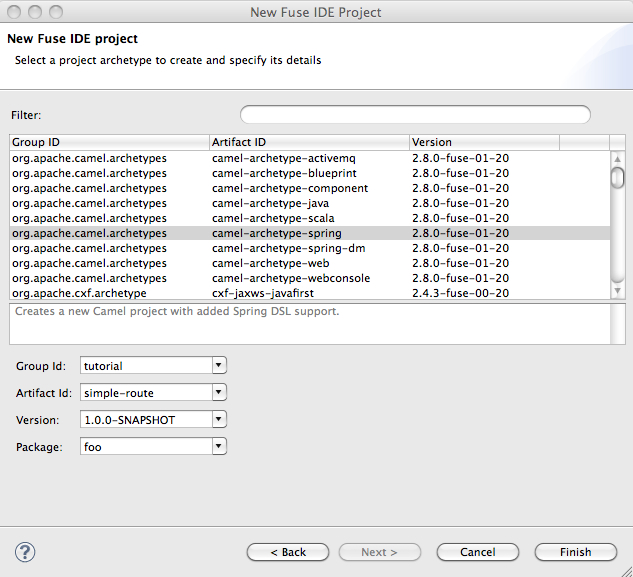 New Fuse IDE Project
New Fuse IDE project
Select a project archetype to create and specify its details
Filter:
Group ID Artifact ID Version
org.apache.camel.archetypes camel-archetype-activemq 2.8.0-fuse-01-20
org.apache.camel.archetypes camel-archetype-blueprint 2.8.0-fuse-01-20
org.apache.camel.archetypes camel-archetype-component 2.8.0-fuse-01-20
org.apache.camel.archetypes camel-archetype-java 2.8.0-fuse-01-20
org.apache.camel.archetypes camel-archetype-scala 2.8.0-fuse-01-20
org.apache.camel.archetypes camel-archetype-spring 2.8.0-fuse-01-20
org.apache.camel.archetypes camel-archetype-spring-dm 2.8.0-fuse-01-20
org.apache.camel.archetypes camel-archetype-web 2.8.0-fuse-01-20
org.apache.camel.archetypes camel-archetype-webconsole 2.8.0-fuse-01-20
org.apache.cxf.archetype cxf-jaxws-javafirst 2.4.3-fuse-00-20
Creates a new Camel project with added Spring DSL support.
Group Id: tutorial
Artifact Id: simple-route
Version: 1.0.0-SNAPSHOT
Package: foo
? < Back Next > Cancel Finish